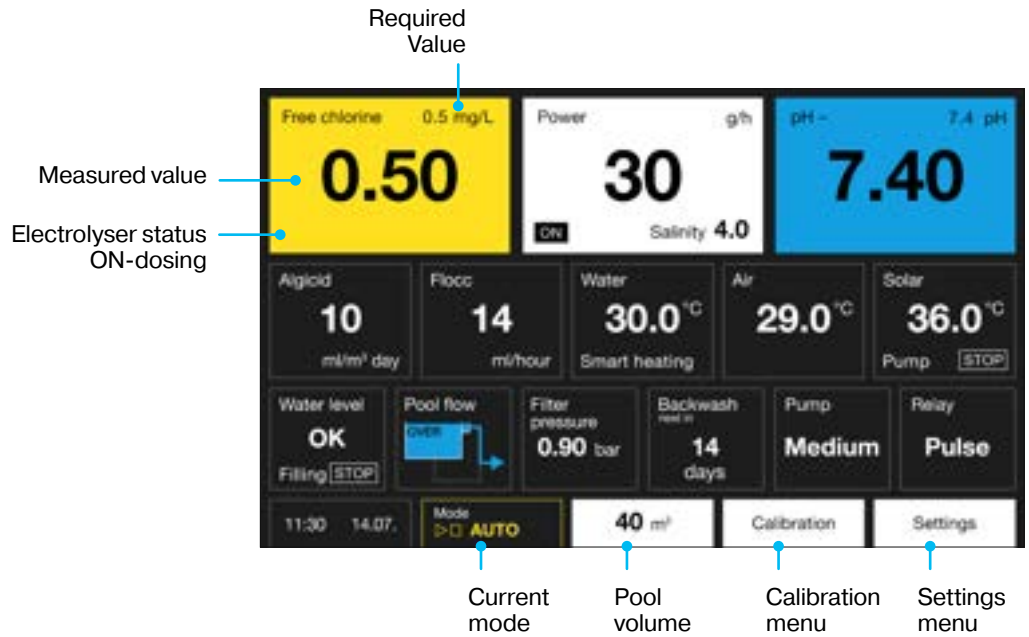 Required
Value
Free chlorine 0.5 mg/L
0.50
Power g/h
30
ON Salinity 4.0
pH - 7.4 pH
7.40
Measured value
Electrolyser status
ON-dosing
Algicid
10
ml/m³ day
Flocc
14
ml/hour
Water
30.0 °C
Smart heating
Air
29.0 °C
Solar
36.0 °C
Pump STOP
Water level
OK
Filling STOP
Pool flow
OVER
Filter
pressure
0.90 bar
Backwash
next in
14
days
Pump
Medium
Relay
Pulse
11:30 14.07.
Mode
AUTO
40 m³
Calibration
Settings
Current
mode
Pool
volume
Calibration
menu
Settings
menu